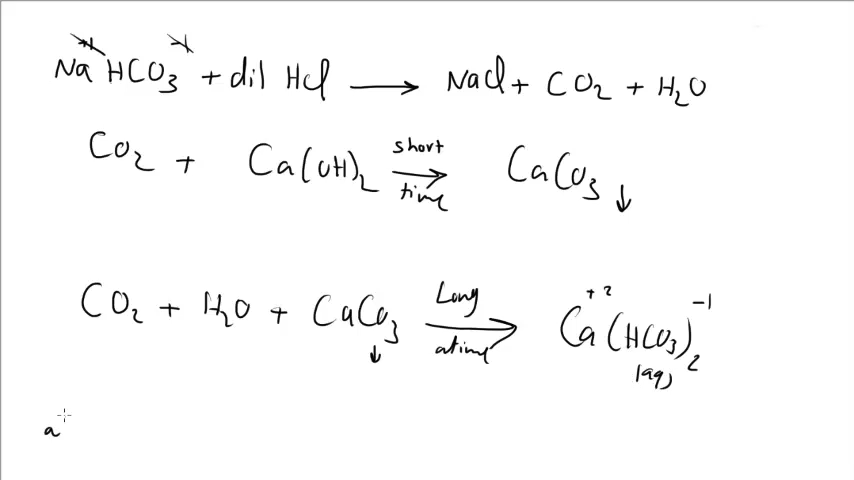 NaHCO₃ + dil HCl ⟶ NaCl + CO₂ + H₂O
CO₂ + Ca(OH)₂ short time ⟶ CaCO₃ ↓
CO₂ + H₂O + CaCO₃ ↓ Long time ⟶ Ca⁺²(HCO₃)₂⁻¹ (aq)
a